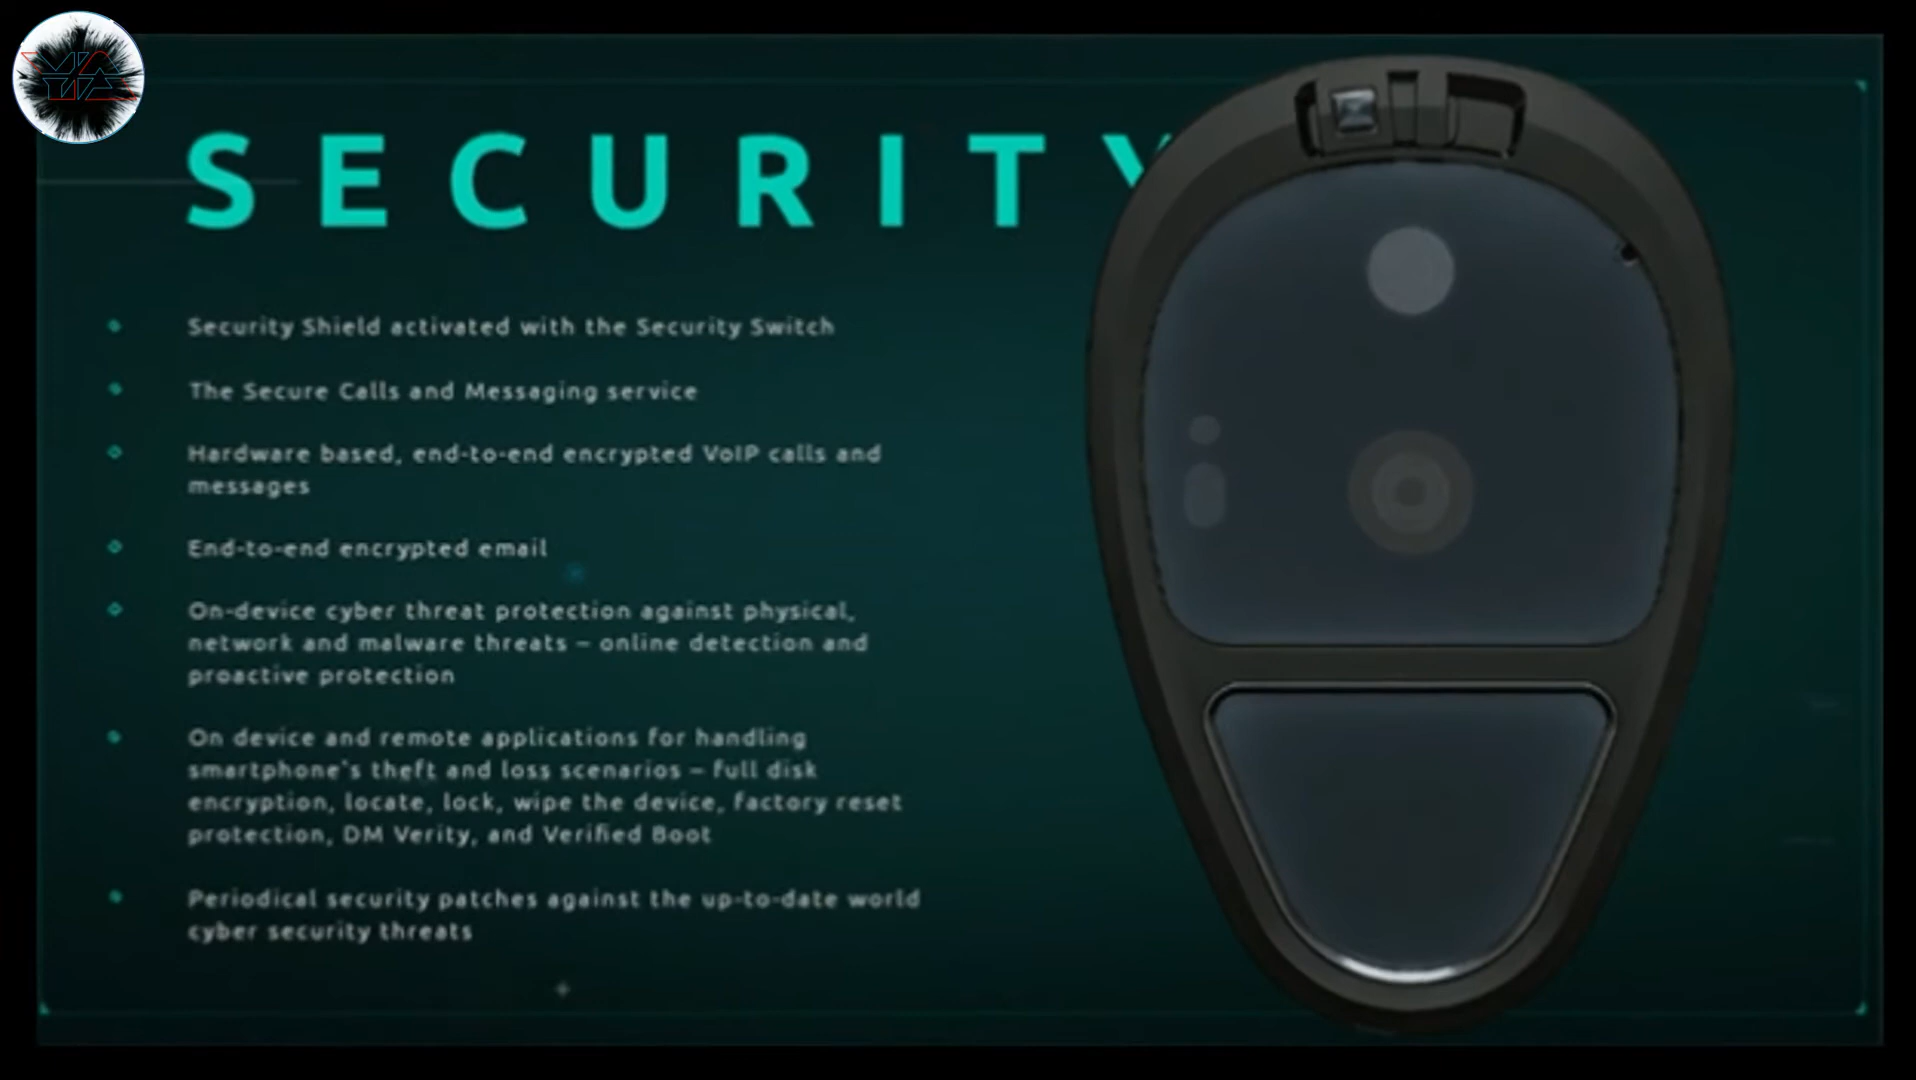 SECURITY
Security Shield activated with the Security Switch
The Secure Calls and Messaging service
Hardware based, end-to-end encrypted VoIP calls and
messages
End-to-end encrypted email
On-device cyber threat protection against physical,
network and malware threats – online detection and
proactive protection
On device and remote applications for handling
smartphone's theft and loss scenarios – full disk
encryption, locate, lock, wipe the device, factory reset
protection, DM Verity, and Verified Boot
Periodical security patches against the up-to-date world
cyber security threats